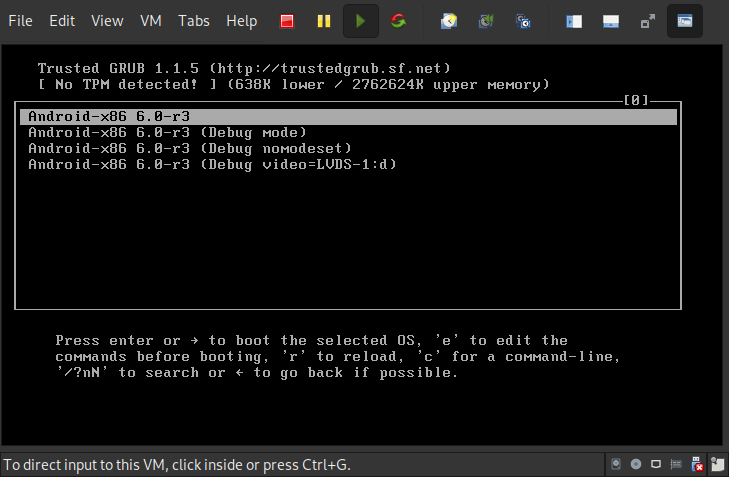 File Edit View VM Tabs Help
Trusted GRUB 1.1.5 (http://trustedgrub.sf.net)
[ No TPM detected! ] (638K lower / 2762624K upper memory)
[0]
Android-x86 6.0-r3
Android-x86 6.0-r3 (Debug mode)
Android-x86 6.0-r3 (Debug nomodeset)
Android-x86 6.0-r3 (Debug video=LVDS-1:d)
Press enter or → to boot the selected OS, 'e' to edit the
commands before booting, 'r' to reload, 'c' for a command-line,
'/?nN' to search or ← to go back if possible.
To direct input to this VM, click inside or press Ctrl+G.